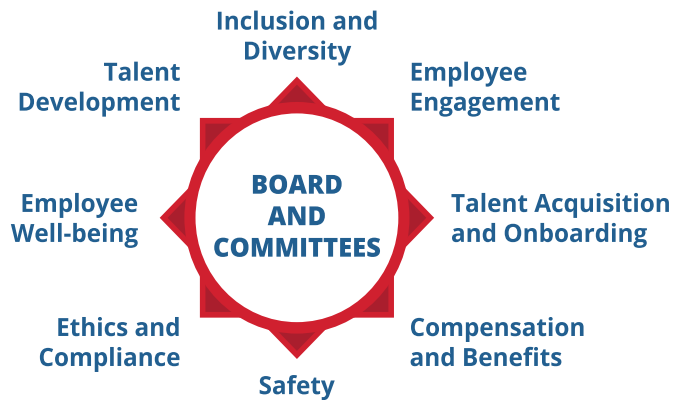 Inclusion and
Diversity
Employee
Engagement
Talent Acquisition
and Onboarding
Compensation
and Benefits
Safety
Ethics and
Compliance
Employee
Well-being
Talent
Development
BOARD
AND
COMMITTEES